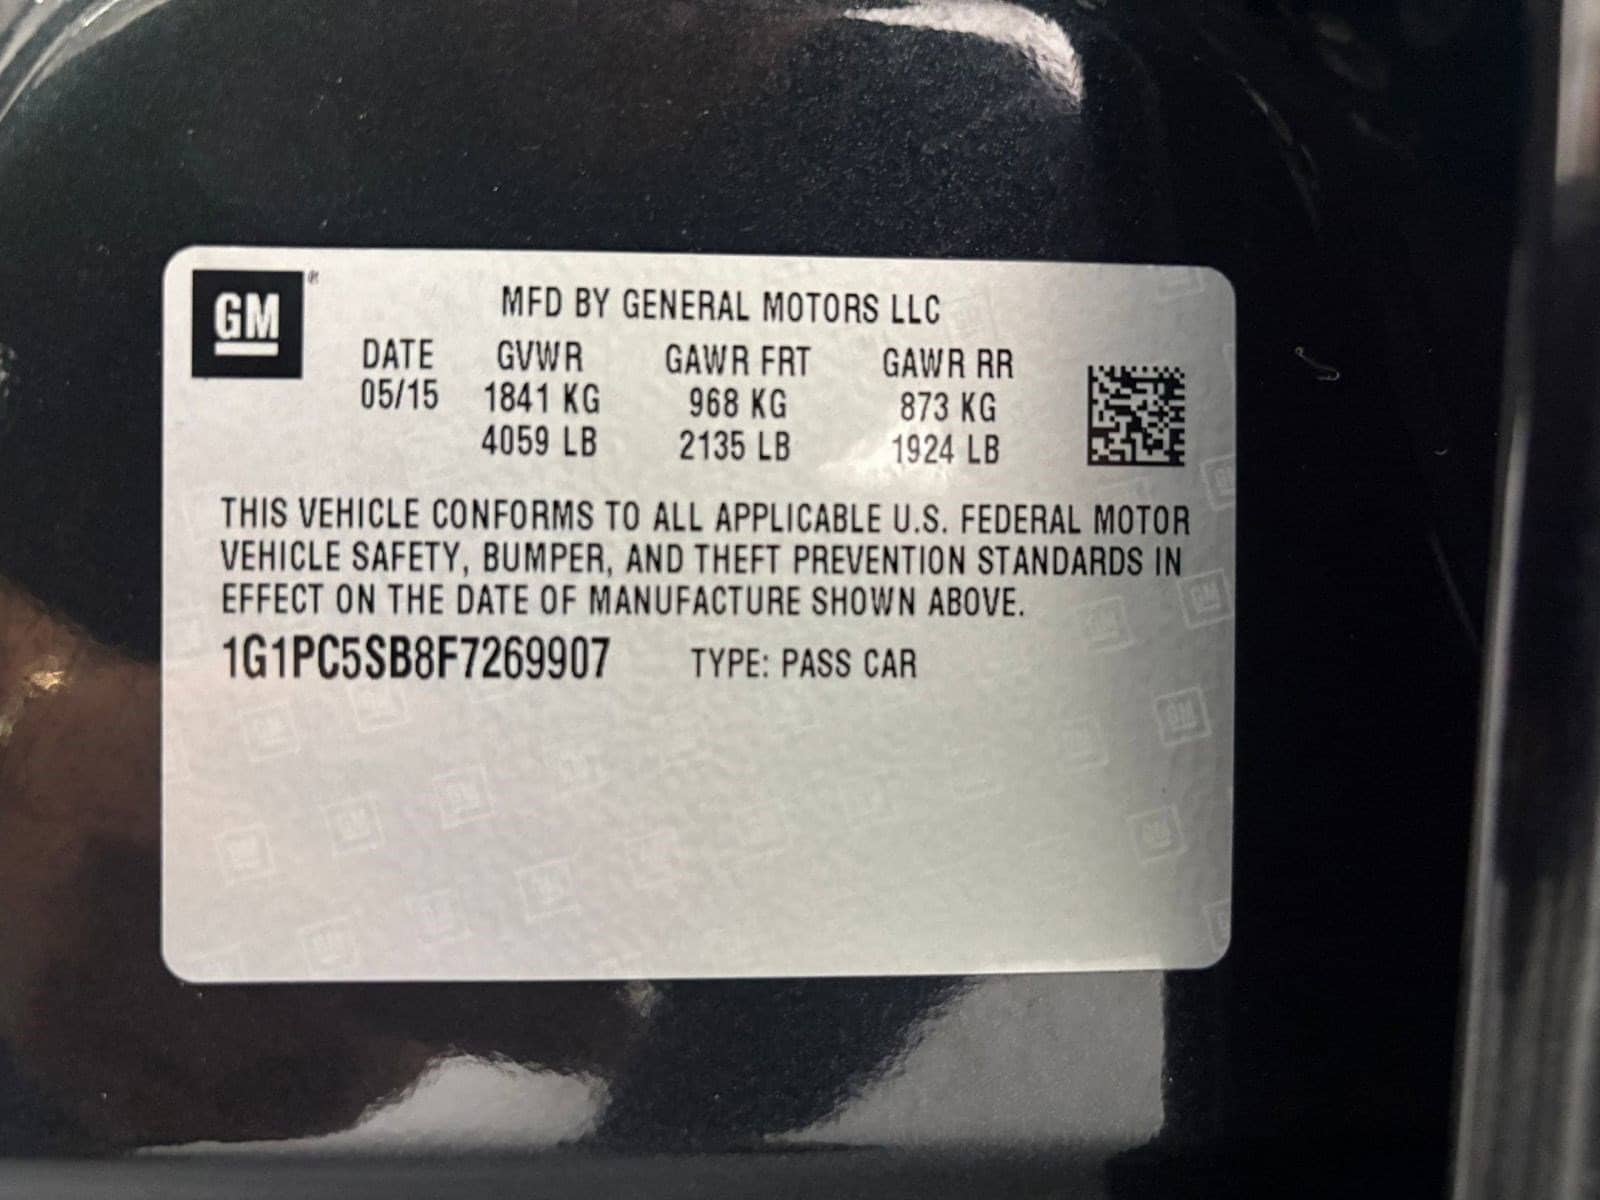 GM®
MFD BY GENERAL MOTORS LLC
DATE GVWR GAWR FRT GAWR RR
05/15 1841 KG 968 KG 873 KG
4059 LB 2135 LB 1924 LB
THIS VEHICLE CONFORMS TO ALL APPLICABLE U.S. FEDERAL MOTOR
VEHICLE SAFETY, BUMPER, AND THEFT PREVENTION STANDARDS IN
EFFECT ON THE DATE OF MANUFACTURE SHOWN ABOVE.
1G1PC5SB8F7269907 TYPE: PASS CAR